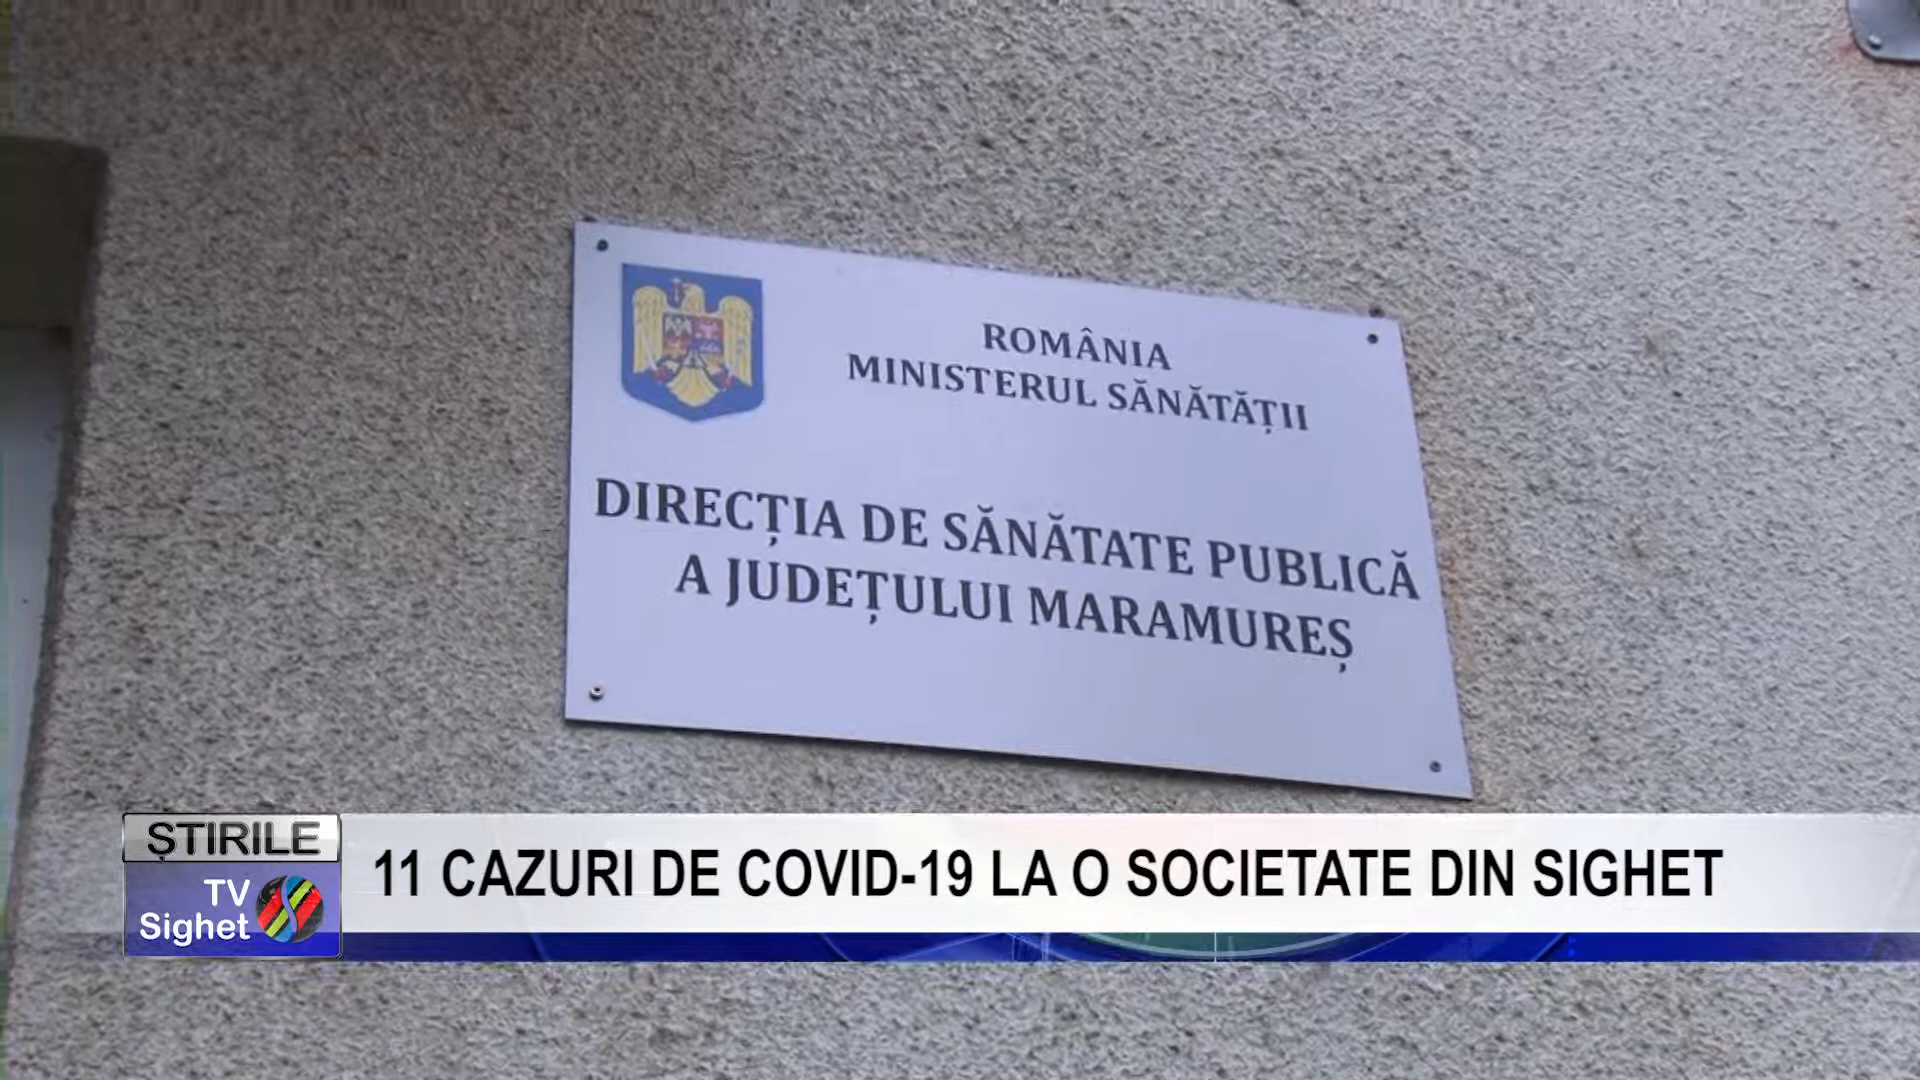 ROMÂNIA
MINISTERUL SĂNĂTĂȚII
DIRECȚIA DE SĂNĂTATE PUBLICĂ
A JUDEȚULUI MARAMUREȘ
ȘTIRILE
TV
Sighet
11 CAZURI DE COVID-19 LA O SOCIETATE DIN SIGHET